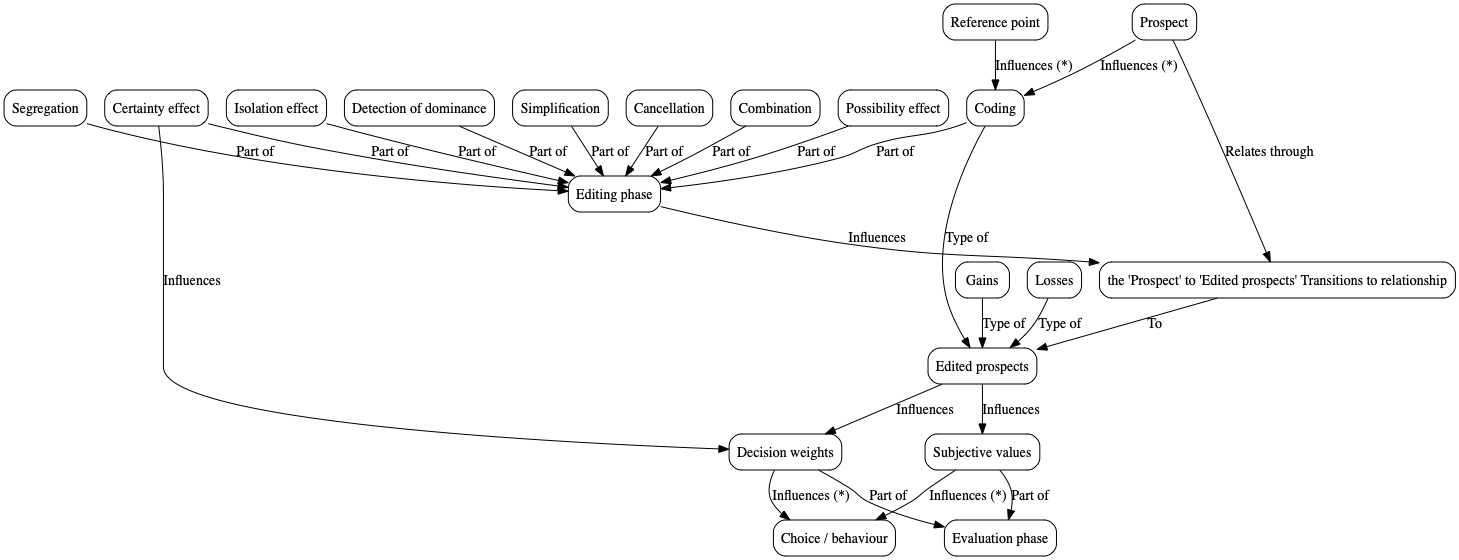 Reference point
Prospect
Influences (*)
Influences (*)
Segregation
Certainty effect
Isolation effect
Detection of dominance
Simplification
Cancellation
Combination
Possibility effect
Coding
Part of
Part of
Part of
Part of
Part of
Part of
Part of
Part of
Part of
Relates through
Editing phase
Influences
Type of
Influences
Gains
Losses
the 'Prospect' to 'Edited prospects' Transitions to relationship
Type of
Type of
To
Edited prospects
Influences
Influences
Decision weights
Subjective values
Influences (*)
Part of
Influences (*)
Part of
Choice / behaviour
Evaluation phase